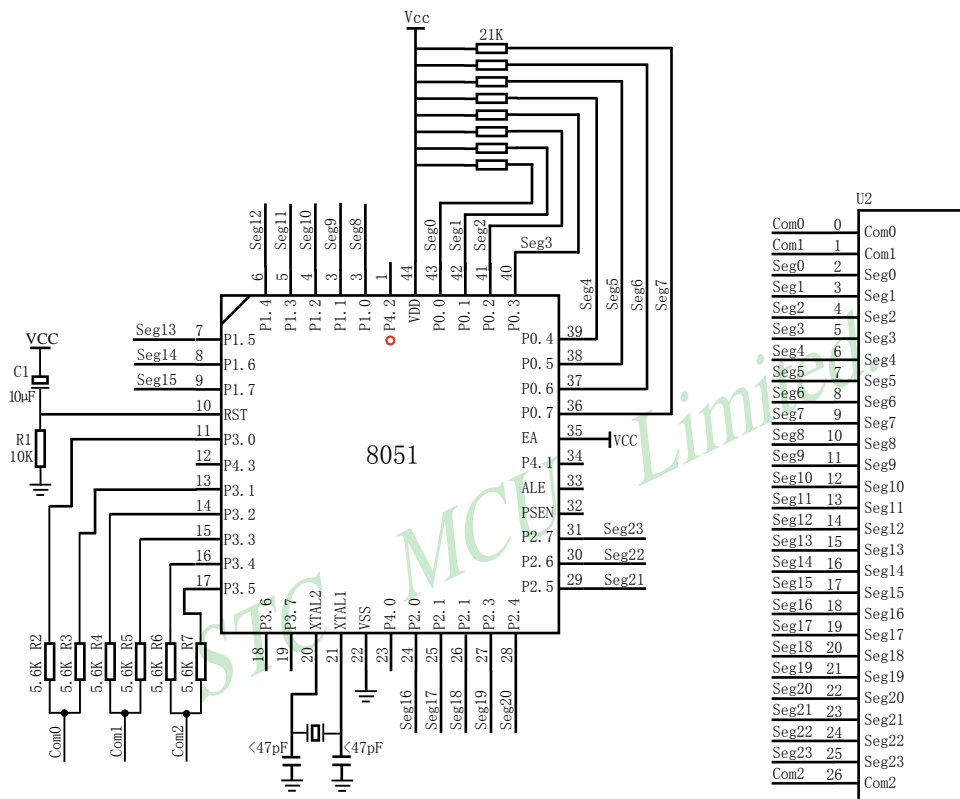 Vcc
21K
Seg12
Seg11
Seg10
Seg9
Seg8
Seg0
Seg1
Seg2
Seg3
Seg4
Seg5
Seg6
Seg7
6
5
4
3
3
1
44
43
42
41
40
P1.4
P1.3
P1.2
P1.1
P1.0
P4.2
VDD
P0.0
P0.1
P0.2
P0.3
Seg13 7 P1.5
Seg14 8 P1.6
Seg15 9 P1.7
10 RST
11 P3.0
12 P4.3
13 P3.1
14 P3.2
15 P3.3
16 P3.4
17 P3.5
VCC
C1
10μF
R1
10K
8051
P0.4 39
P0.5 38
P0.6 37
P0.7 36
EA 35 VCC
P4.1 34
ALE 33
PSEN 32
P2.7 31 Seg23
P2.6 30 Seg22
P2.5 29 Seg21
P3.6
P3.7
XTAL2
XTAL1
VSS
P4.0
P2.0
P2.1
P2.1
P2.3
P2.4
18
19
20
21
22
23
24
25
26
27
28
Seg16
Seg17
Seg18
Seg19
Seg20
5.6K R2
5.6K R3
5.6K R4
5.6K R5
5.6K R6
5.6K R7
Com0
Com1
Com2
<47pF
<47pF
STC MCU Limited.
U2
Com0 0 Com0
Com1 1 Com1
Seg0 2 Seg0
Seg1 3 Seg1
Seg2 4 Seg2
Seg3 5 Seg3
Seg4 6 Seg4
Seg5 7 Seg5
Seg6 8 Seg6
Seg7 9 Seg7
Seg8 10 Seg8
Seg9 11 Seg9
Seg10 12 Seg10
Seg11 13 Seg11
Seg12 14 Seg12
Seg13 15 Seg13
Seg14 16 Seg14
Seg15 17 Seg15
Seg16 18 Seg16
Seg17 19 Seg17
Seg18 20 Seg18
Seg19 21 Seg19
Seg20 22 Seg20
Seg21 23 Seg21
Seg22 24 Seg22
Seg23 25 Seg23
Com2 26 Com2